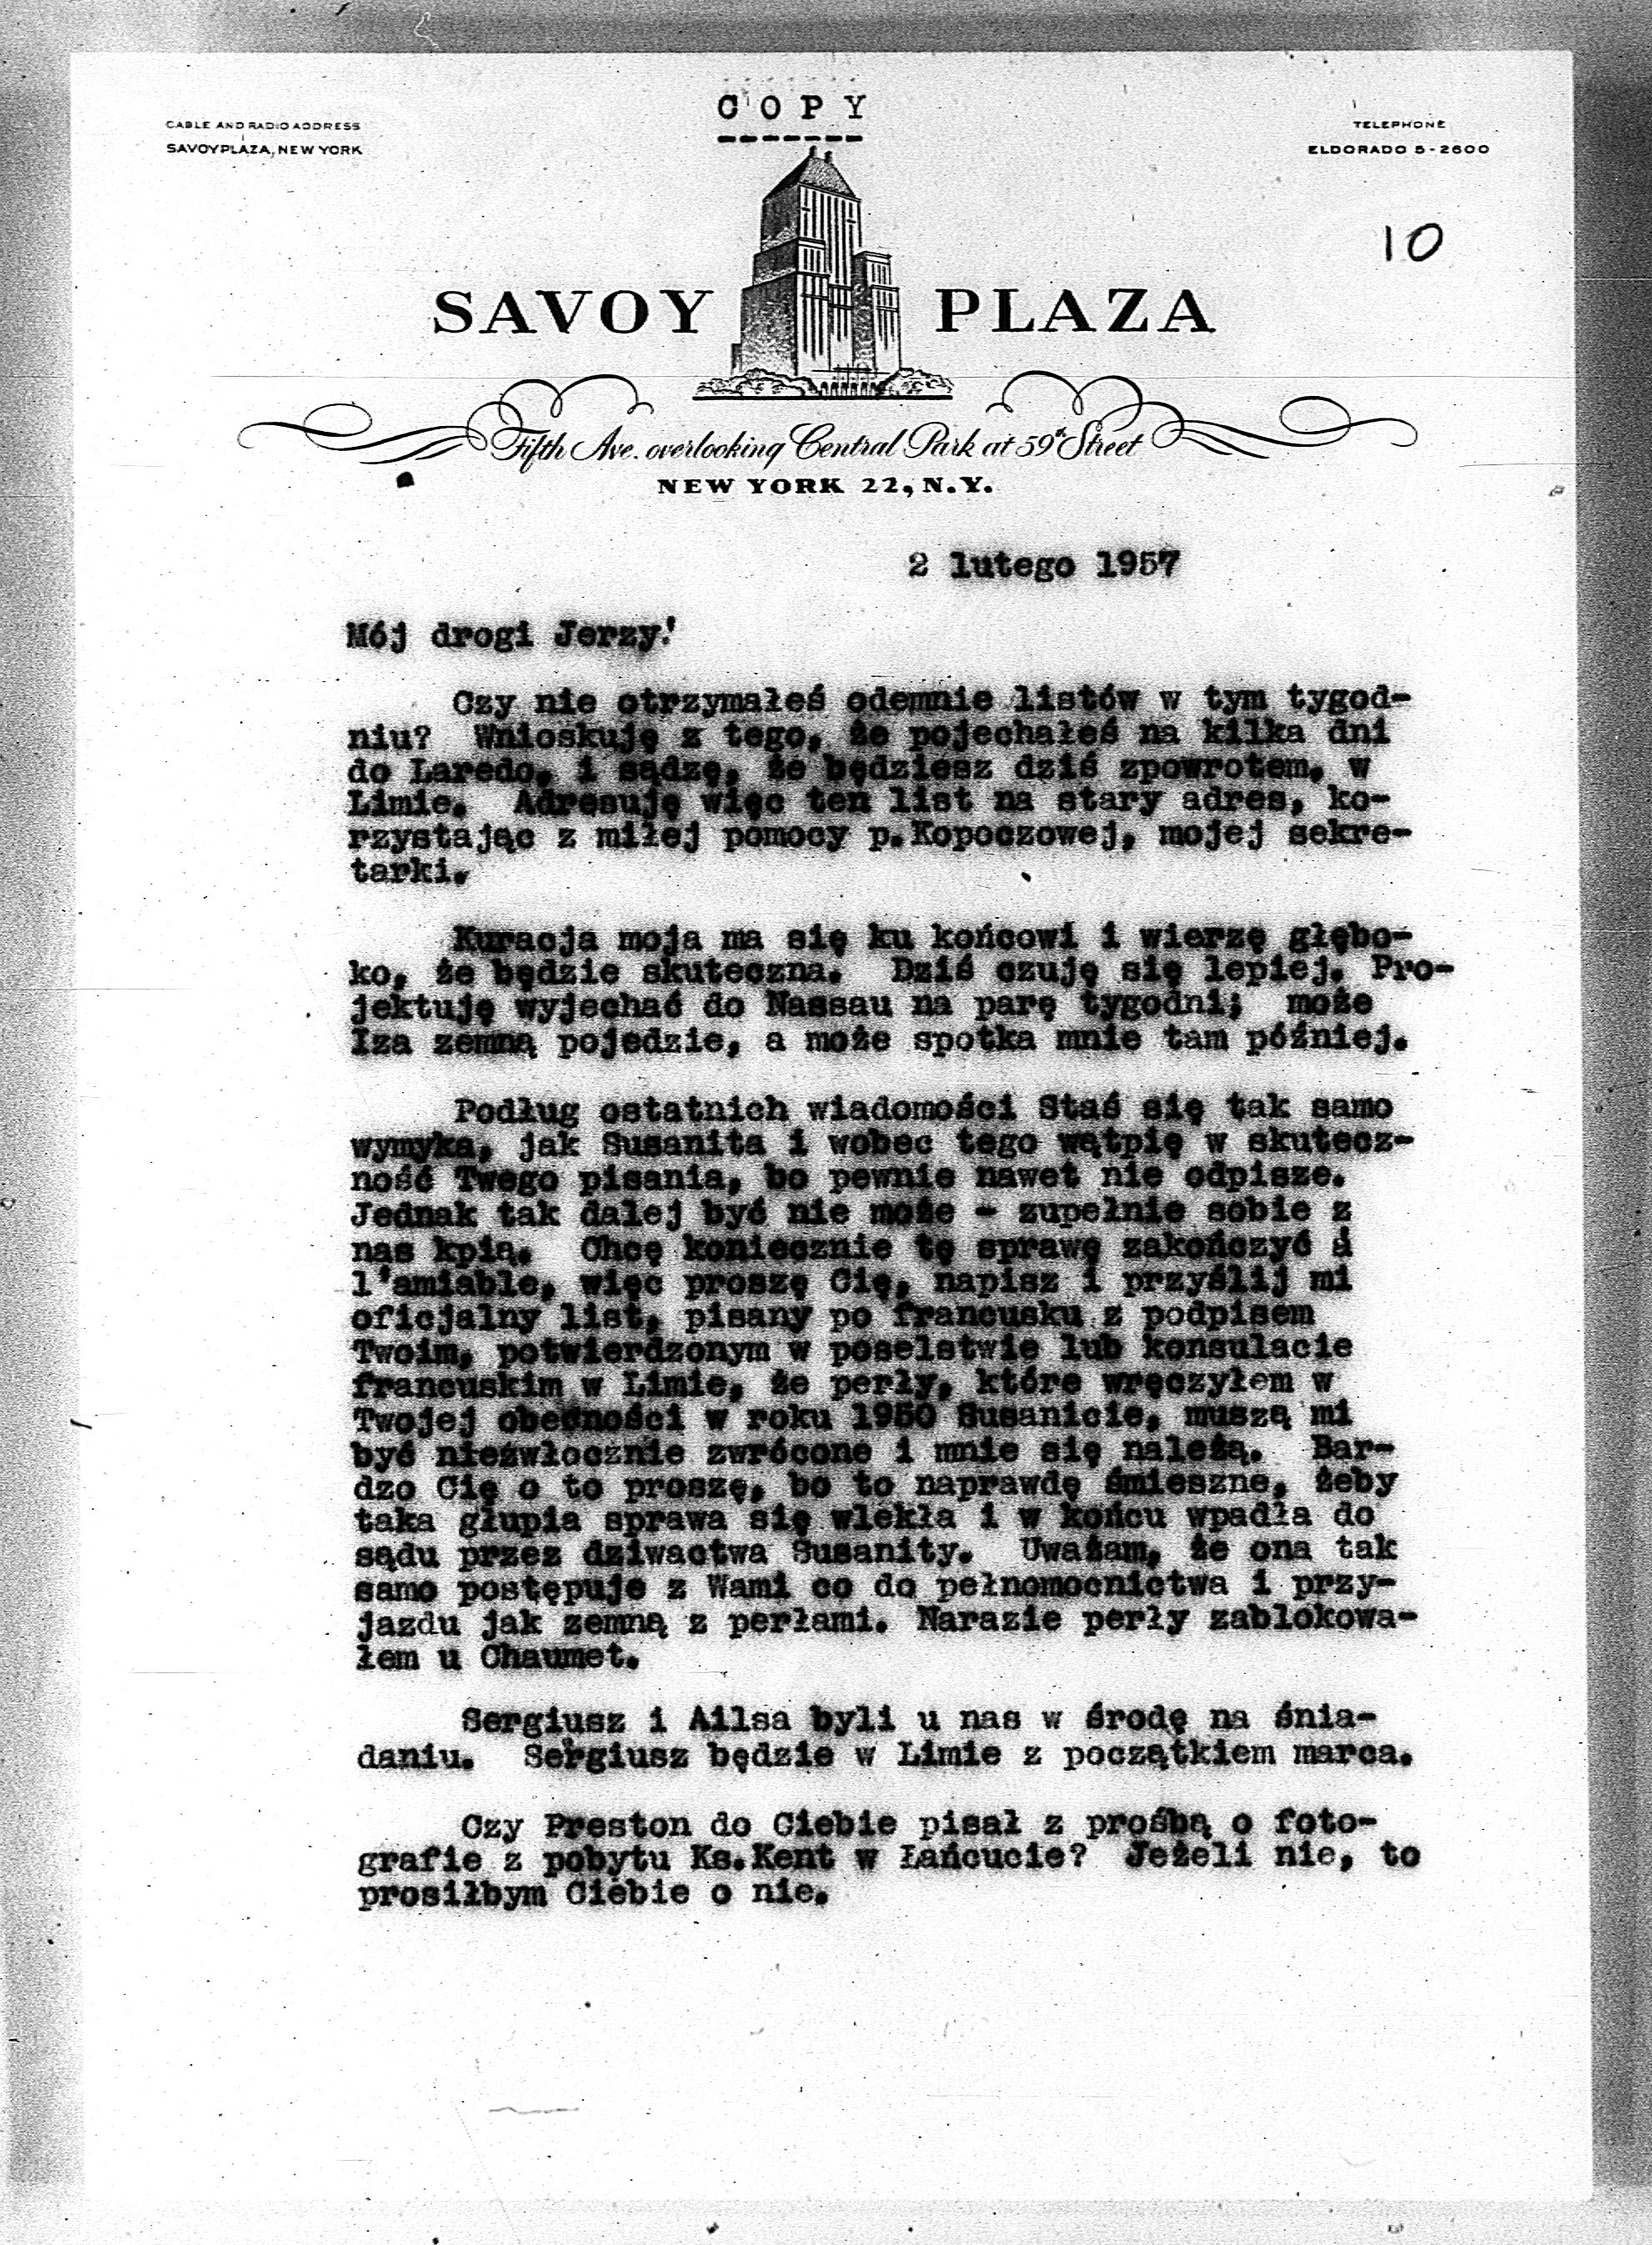 COPY
CABLE AND RADIO ADDRESS
SAVOYPLAZA, NEW YORK
TELEPHONE
ELDORADO 5-2600
10
SAVOY PLAZA
Fifth Ave. overlooking Central Park at 59th Street
NEW YORK 22, N.Y.
2 lutego 1957
Mój drogi Jerzy!
Czy nie otrzymałeś odemnie listów w tym tygod-
niu? Wnioskuję z tego, że pojechałeś na kilka dni
do Laredo, i sądzę, że będziesz dziś zpowrotem, w
Limie. Adresuję więc ten list na stary adres, ko-
rzystając z miłej pomocy p.Kopoczowej, mojej sekre-
tarki.
Kuracja moja ma się ku końcowi i wierzę głębo-
ko, że będzie skuteczna. Dziś czuję się lepiej. Pro-
jektuję wyjechać do Nassau na parę tygodni; może
Iza zemną pojedzie, a może spotka mnie tam później.
Podług ostatnich wiadomości Staś się tak samo
wymyka, jak Susanita i wobec tego wątpię w skutecz-
ność Twego pisania, bo pewnie nawet nie odpisze.
Jednak tak dalej być nie może - zupełnie sobie z
nas kpią. Chcę koniecznie tę sprawę zakończyć á
l'amiable, więc proszę Cię, napisz i przyślij mi
oficjalny list, pisany po francusku z podpisem
Twoim, potwierdzonym w poselstwie lub konsulacie
francuskim w Limie, że perły, które wręczyłem w
Twojej obecności w roku 1950 Susanicie, muszą mi
być niezwłocznie zwrócone i mnie się należą. Bar-
dzo Cię o to proszę, bo to naprawdę śmieszne, żeby
taka głupia sprawa się wlekła i w końcu wpadła do
sądu przez dziwactwa Susanity. Uważam, że ona tak
samo postępuje z Wami co do pełnomocnictwa i przy-
jazdu jak zemną z perłami. Narazie perły zablokowa-
łem u Chaumet.
Sergiusz i Ailsa byli u nas w środę na śnia-
daniu. Sergiusz będzie w Limie z początkiem marca.
Czy Preston do Ciebie pisał z prośbą o foto-
grafie z pobytu Ks.Kent w Łańcucie? Jeżeli nie, to
prosiłbym Ciebie o nie.